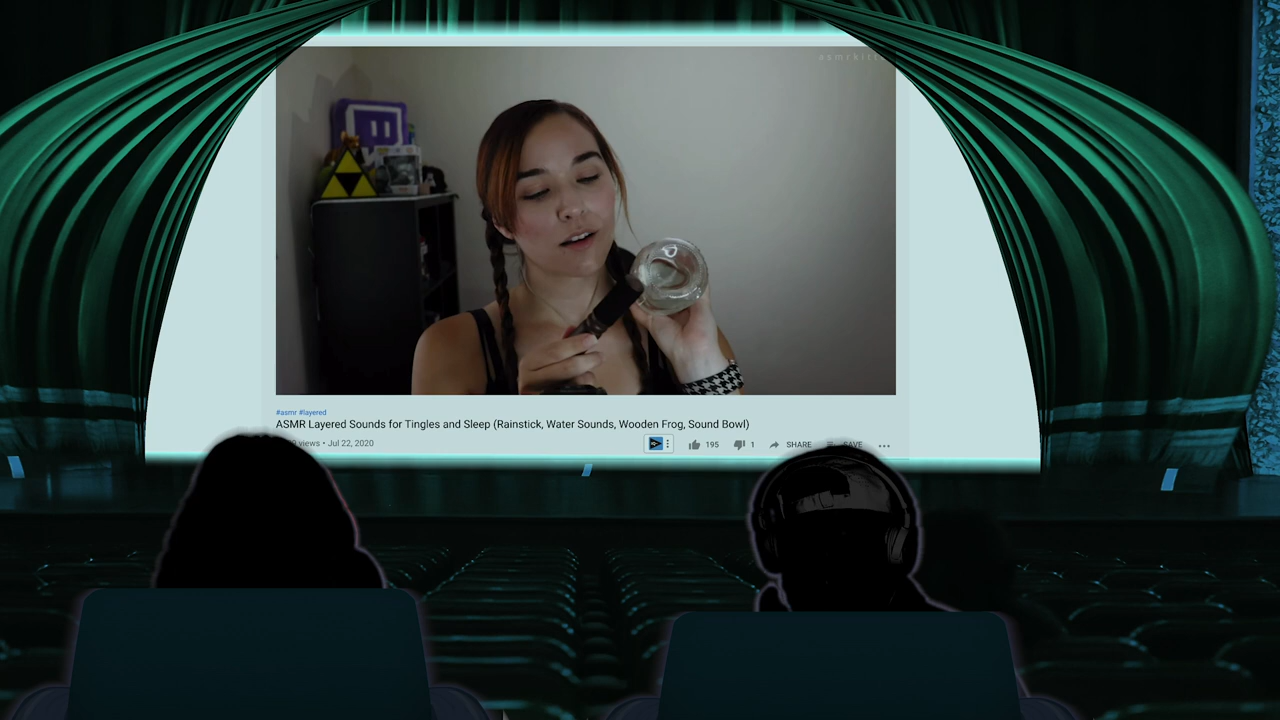 #asmr #layered
ASMR Layered Sounds for Tingles and Sleep (Rainstick, Water Sounds, Wooden Frog, Sound Bowl)
views • Jul 22, 2020
195
1
SHARE
SAVE